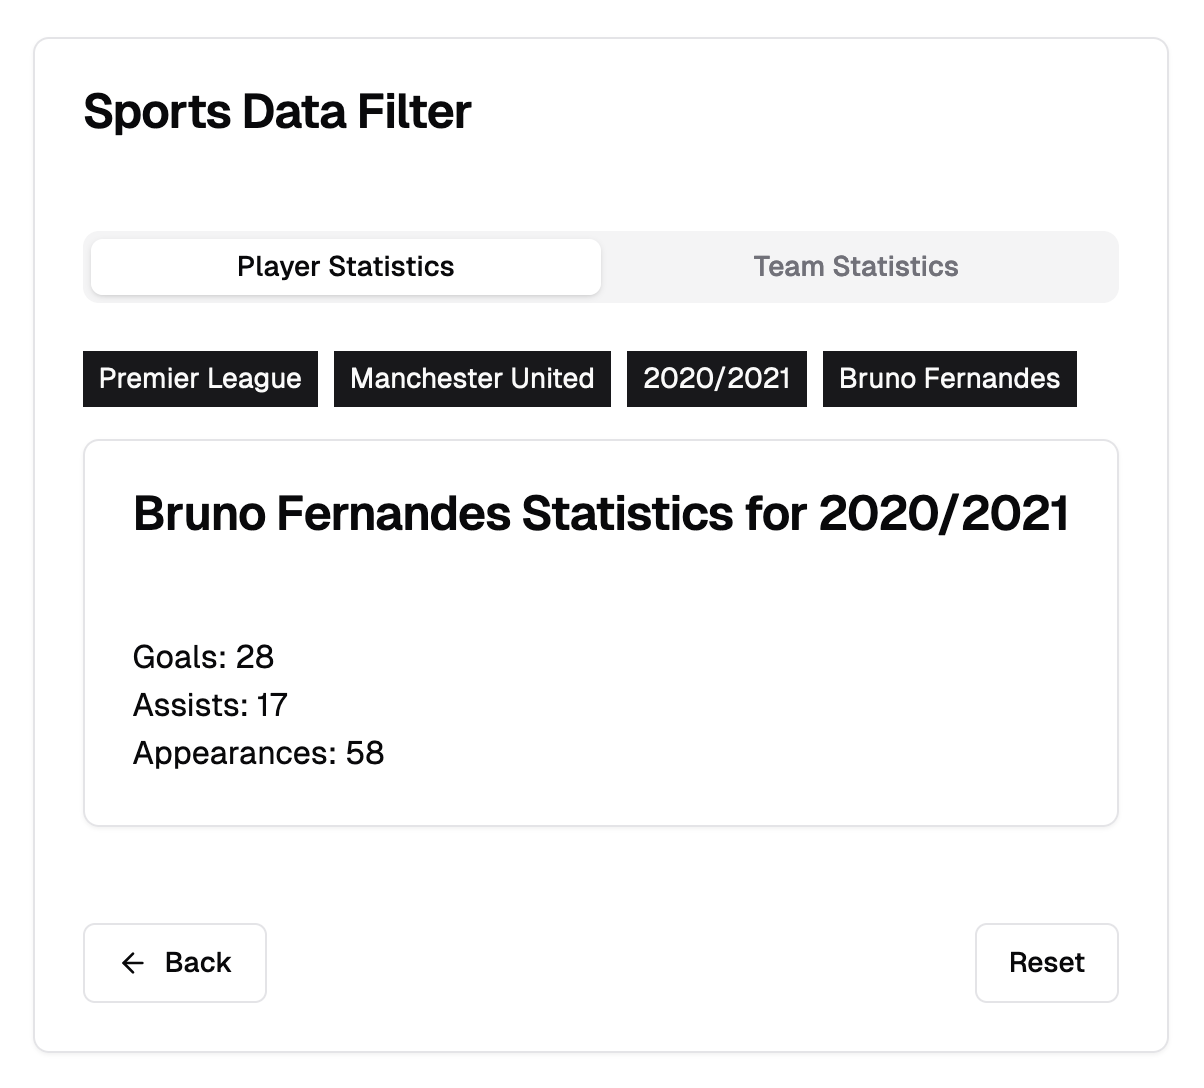 Sports Data Filter
Player Statistics Team Statistics
Premier League Manchester United 2020/2021 Bruno Fernandes
Bruno Fernandes Statistics for 2020/2021
Goals: 28
Assists: 17
Appearances: 58
Back Reset